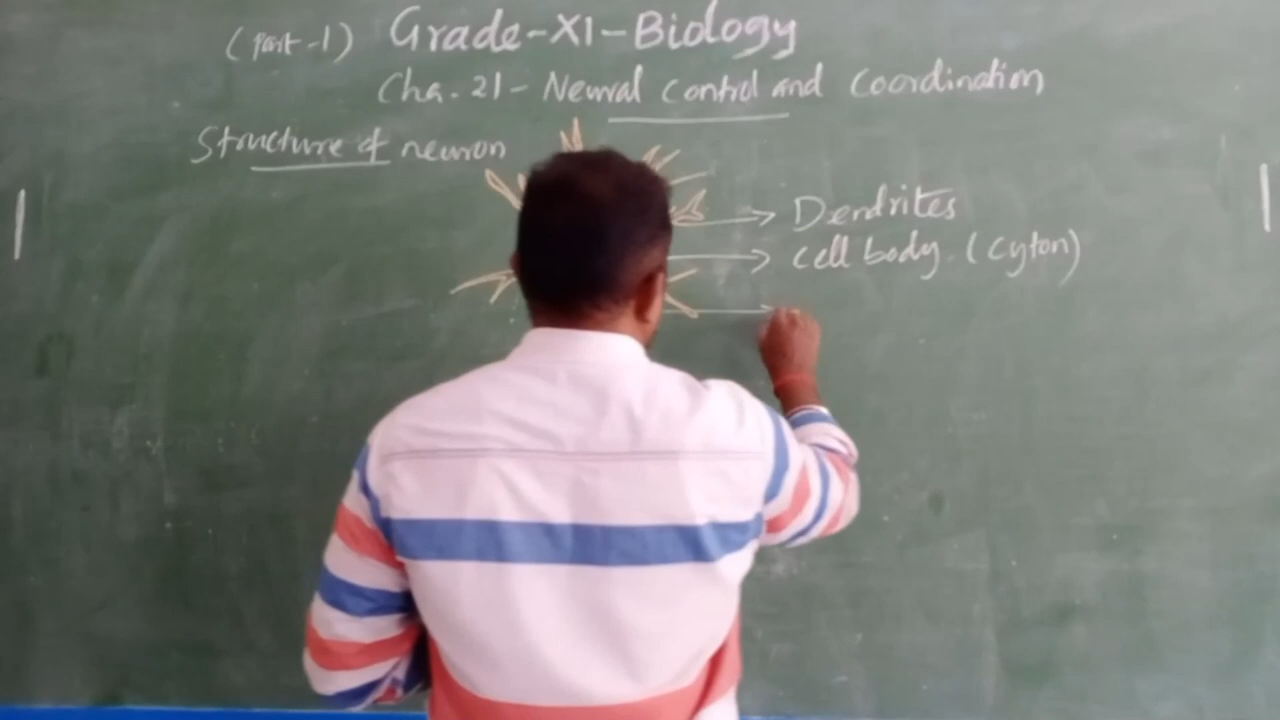 (Part-1) Grade-XI-Biology
Cha. 21- Neural control and coordination
Structure of neuron
Dendrites
Cell body (Cyton)